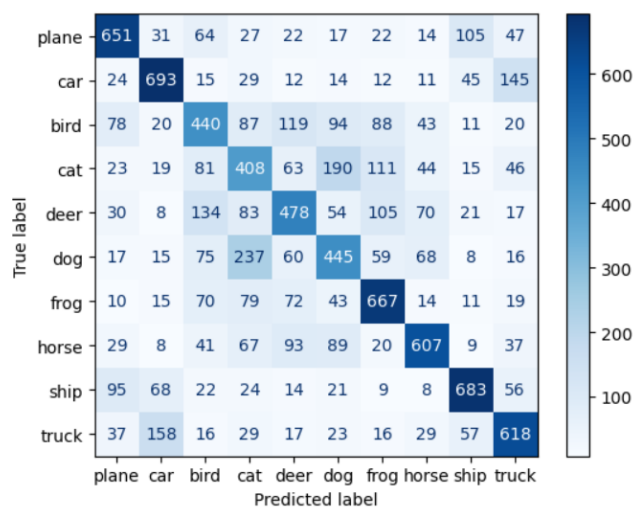 plane 651 31 64 27 22 17 22 14 105 47
car 24 693 15 29 12 14 12 11 45 145
bird 78 20 440 87 119 94 88 43 11 20
cat 23 19 81 408 63 190 111 44 15 46
deer 30 8 134 83 478 54 105 70 21 17
dog 17 15 75 237 60 445 59 68 8 16
frog 10 15 70 79 72 43 667 14 11 19
horse 29 8 41 67 93 89 20 607 9 37
ship 95 68 22 24 14 21 9 8 683 56
truck 37 158 16 29 17 23 16 29 57 618
plane car bird cat deer dog frog horse ship truck
Predicted label
True label
600
500
400
300
200
100